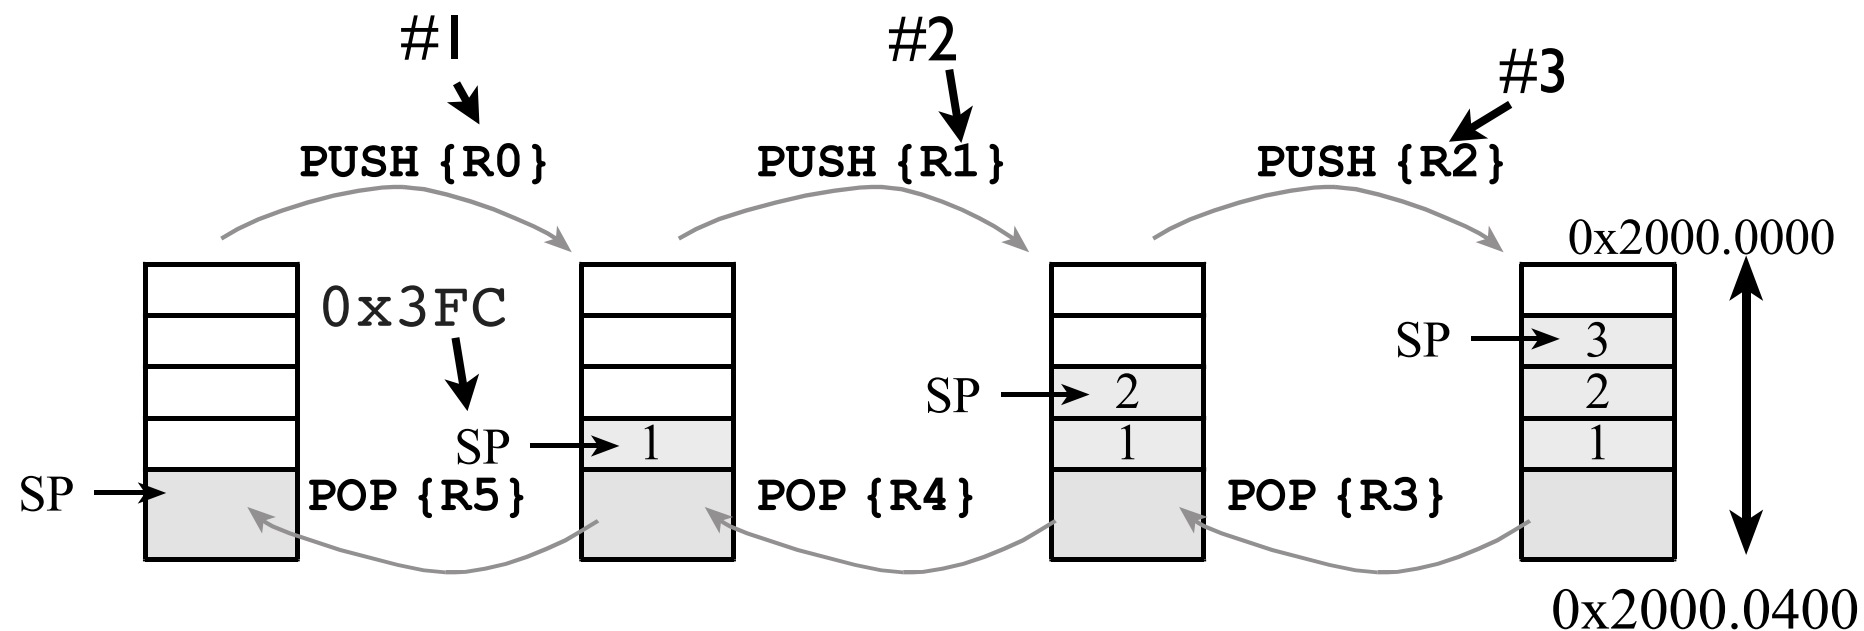 #1
#2
#3
PUSH {R0}
PUSH {R1}
PUSH {R2}
0x2000.0000
0x3FC
SP
3
SP
2
2
SP
1
1
1
SP
POP {R5}
POP {R4}
POP {R3}
0x2000.0400